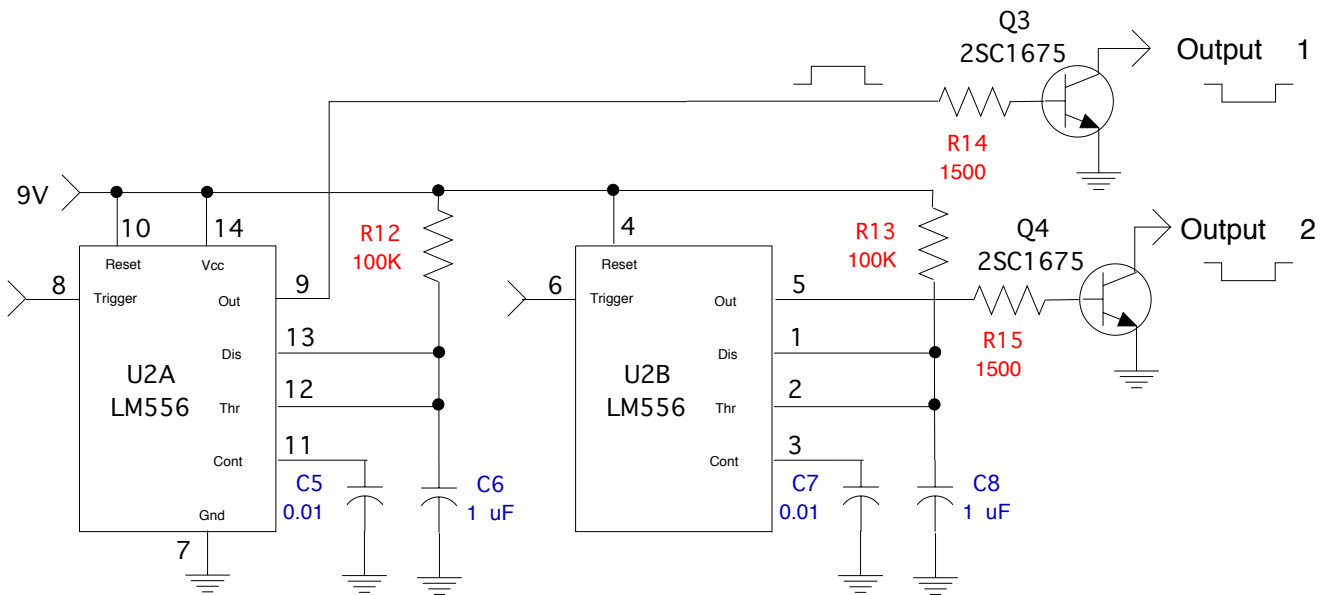 Q3
2SC1675
Output 1
R14
1500
9V
10
14
R12
100K
4
R13
100K
Q4
2SC1675
Output 2
Reset
Vcc
8
Trigger
Out
9
13
Dis
U2A
LM556
12
Thr
11
Cont
C5
0.01
C6
1 uF
Gnd
7
Reset
6
Trigger
Out
5
R15
1500
1
Dis
U2B
LM556
2
Thr
3
Cont
C7
0.01
C8
1 uF